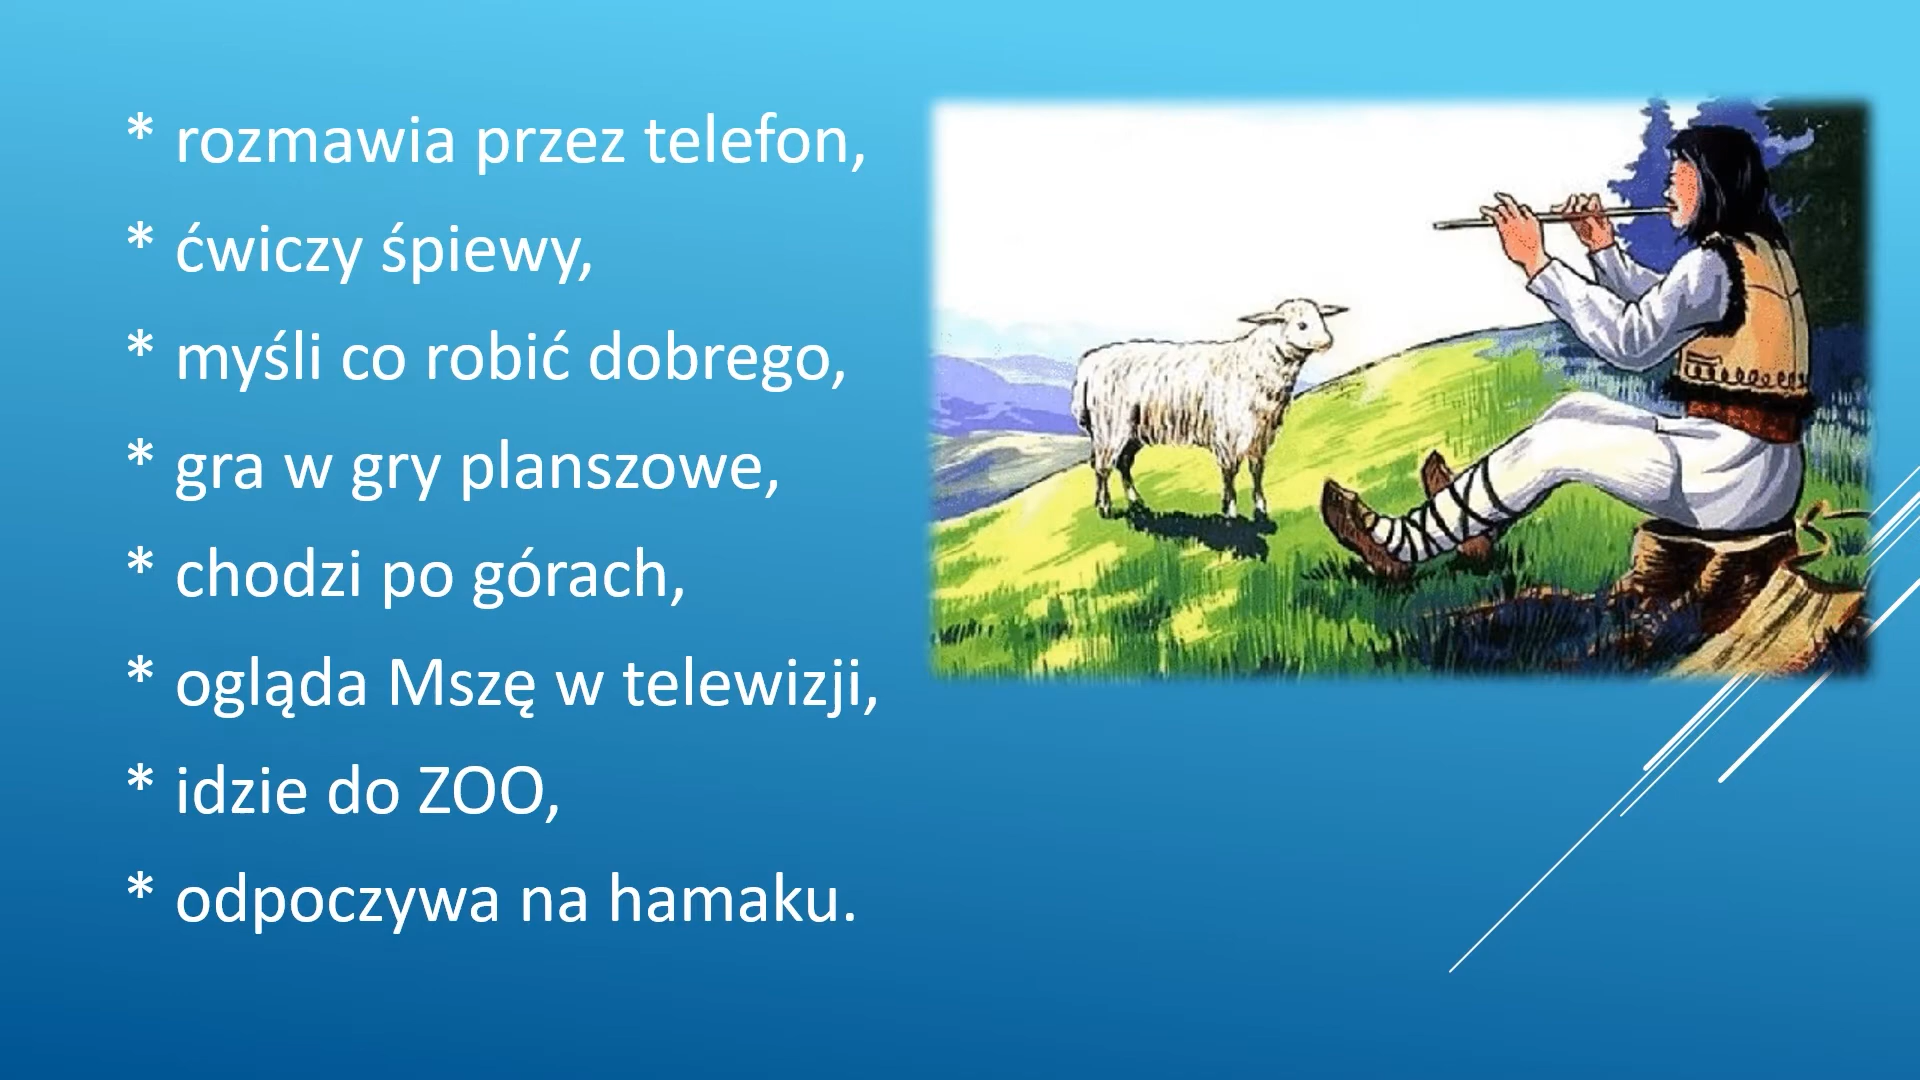 * rozmawia przez telefon,
* ćwiczy śpiewy,
* myśli co robić dobrego,
* gra w gry planszowe,
* chodzi po górach,
* ogląda Mszę w telewizji,
* idzie do ZOO,
* odpoczywa na hamaku.